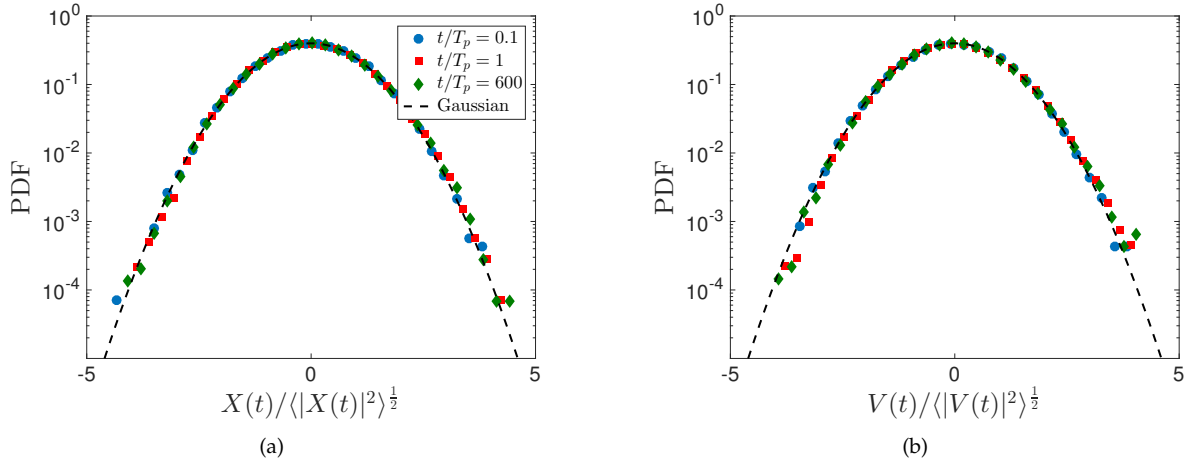 10^0
10^-1
10^-2
10^-3
10^-4
PDF
-5 0 5
X(t)/⟨|X(t)|^2⟩^{1/2}
t/T_p = 0.1
t/T_p = 1
t/T_p = 600
Gaussian
(a)
10^0
10^-1
10^-2
10^-3
10^-4
PDF
-5 0 5
V(t)/⟨|V(t)|^2⟩^{1/2}
(b)